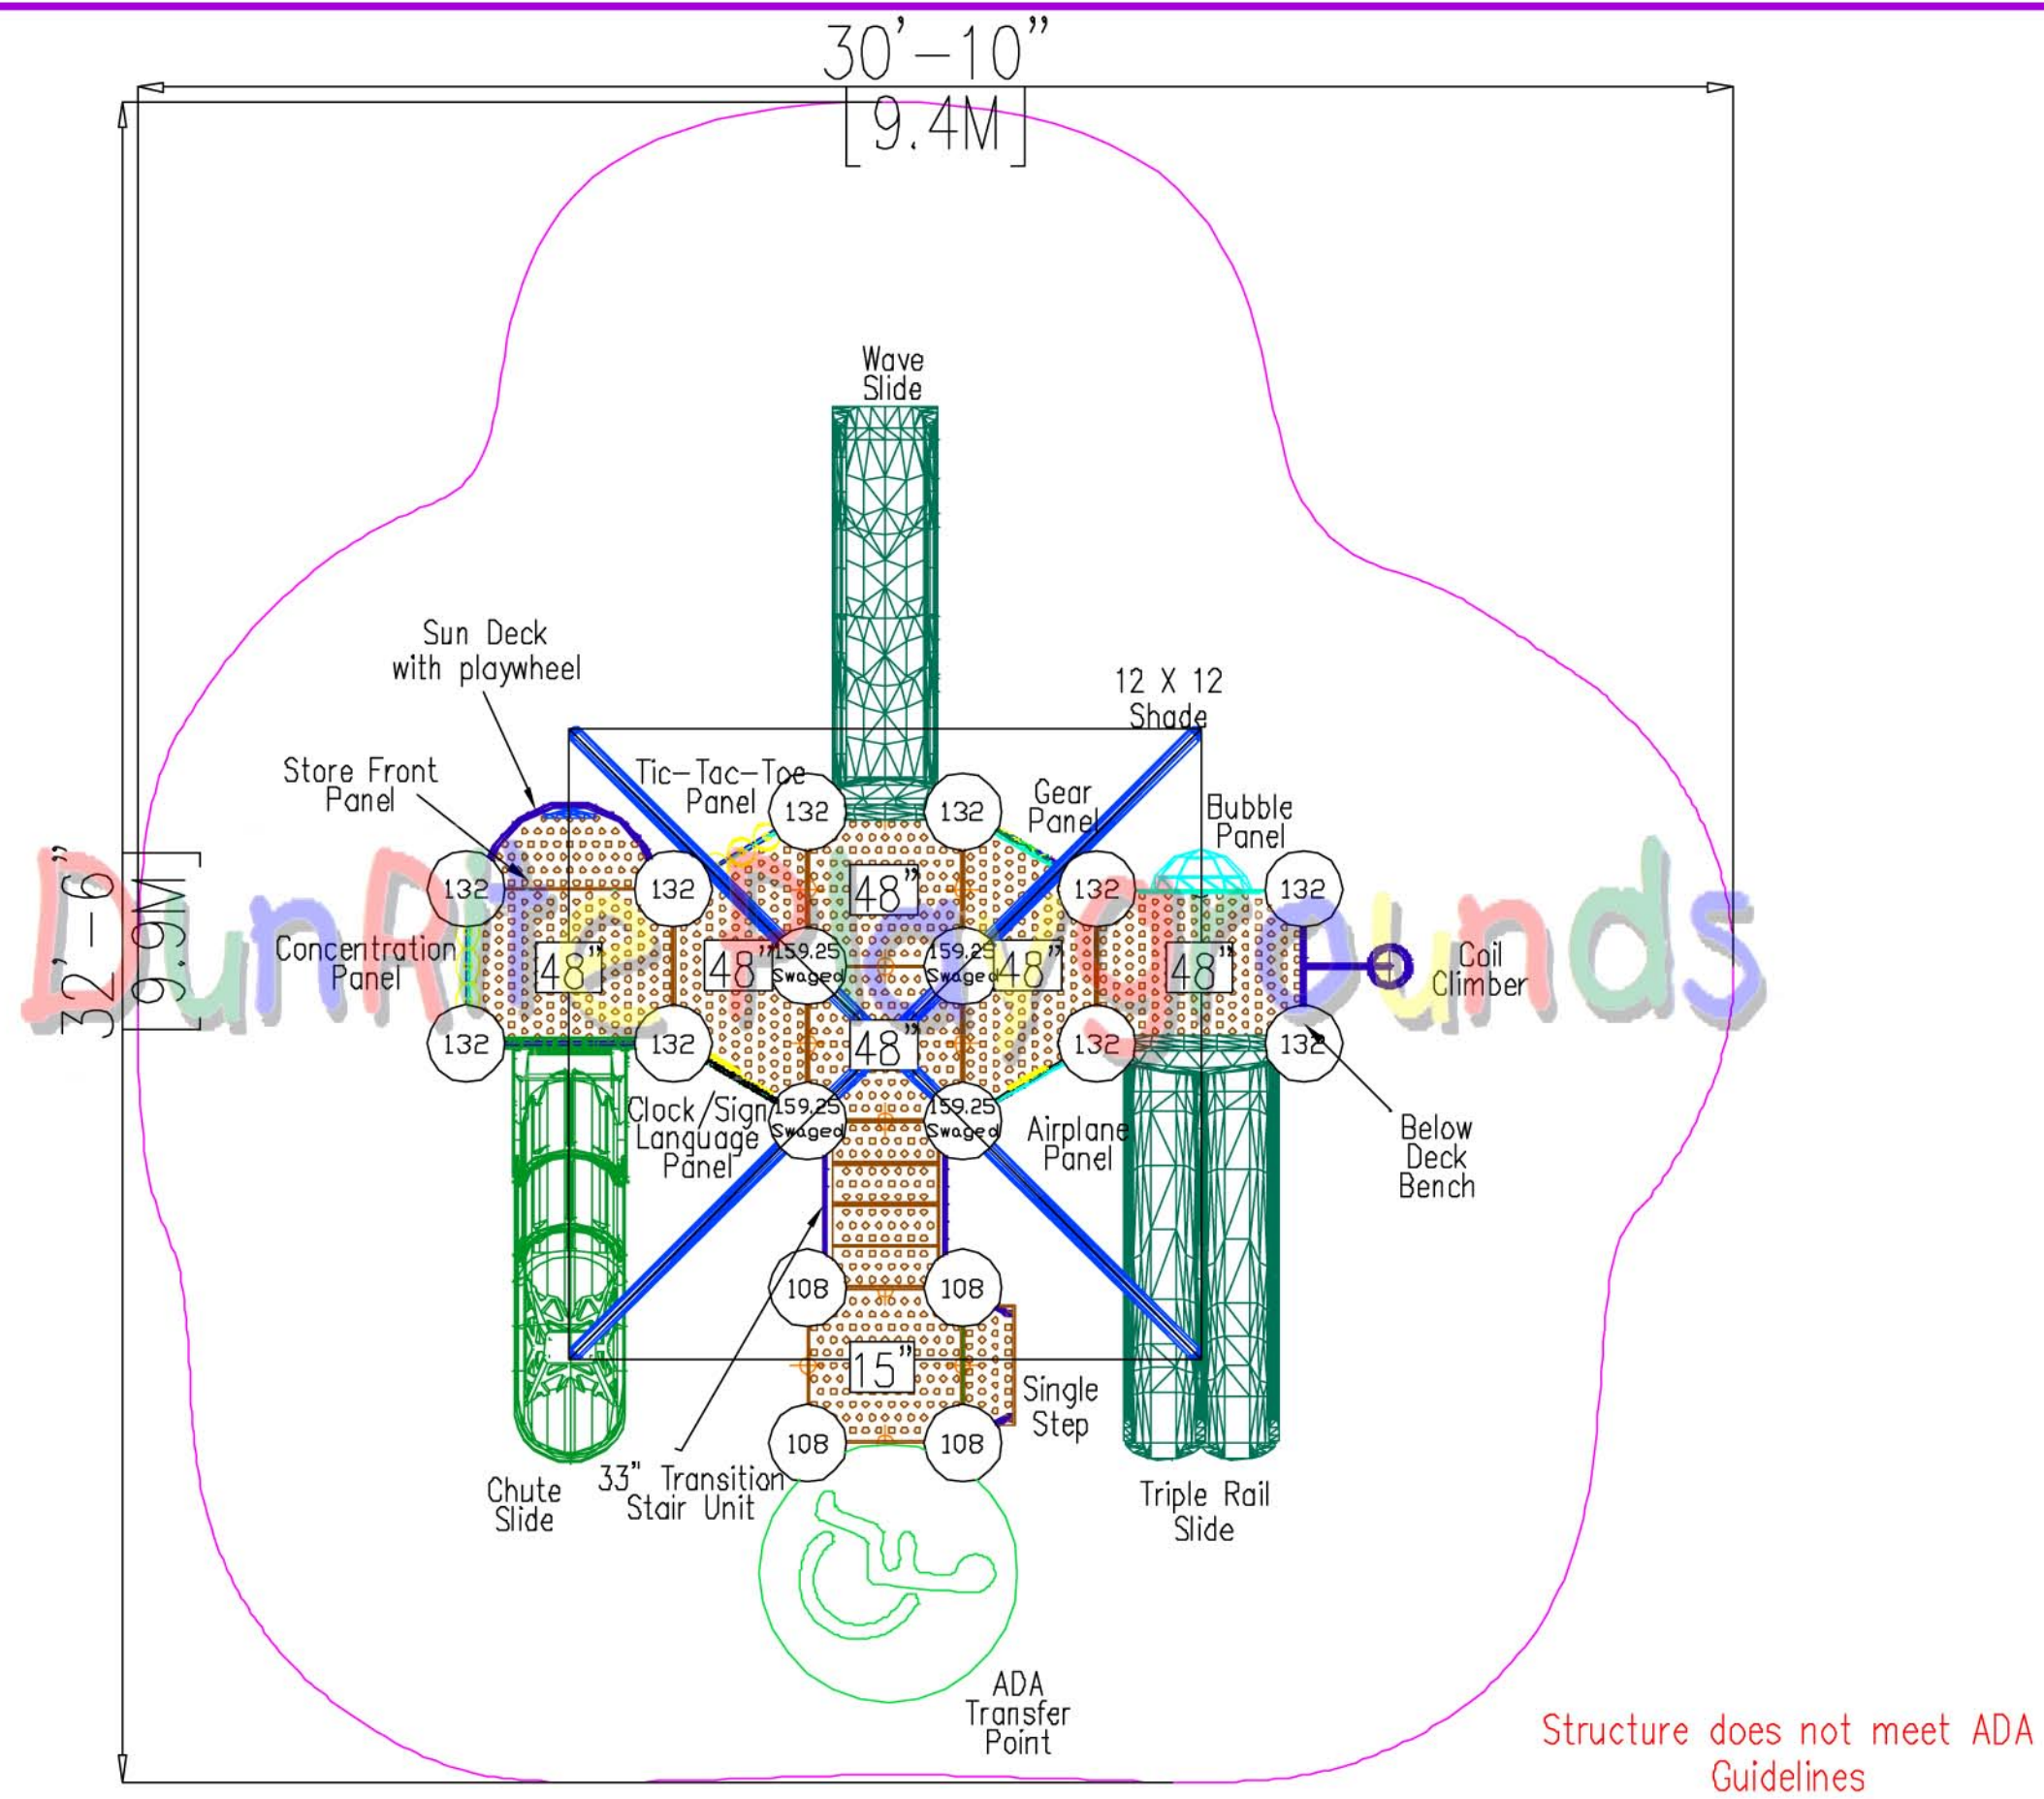 30'-10"
[9.4M]
Wave
Slide
Sun Deck
with playwheel
12 X 12
Shade
Store Front
Panel
Tic-Tac-Toe
Panel
132
132
Gear
Panel
Bubble
Panel
132
132
48"
132
132
32'-6"
[9.9M]
DunRite Playgrounds
Concentration
Panel
48"
48"
159.25
Swaged
159.25
Swaged
48"
48"
Coil
Climber
132
132
48"
132
132
Clock/Sign
Language
Panel
159.25
Swaged
159.25
Swaged
Airplane
Panel
Below
Deck
Bench
108
108
15"
Single
Step
108
108
Chute
Slide
33" Transition
Stair Unit
Triple Rail
Slide
ADA
Transfer
Point
Structure does not meet ADA
Guidelines